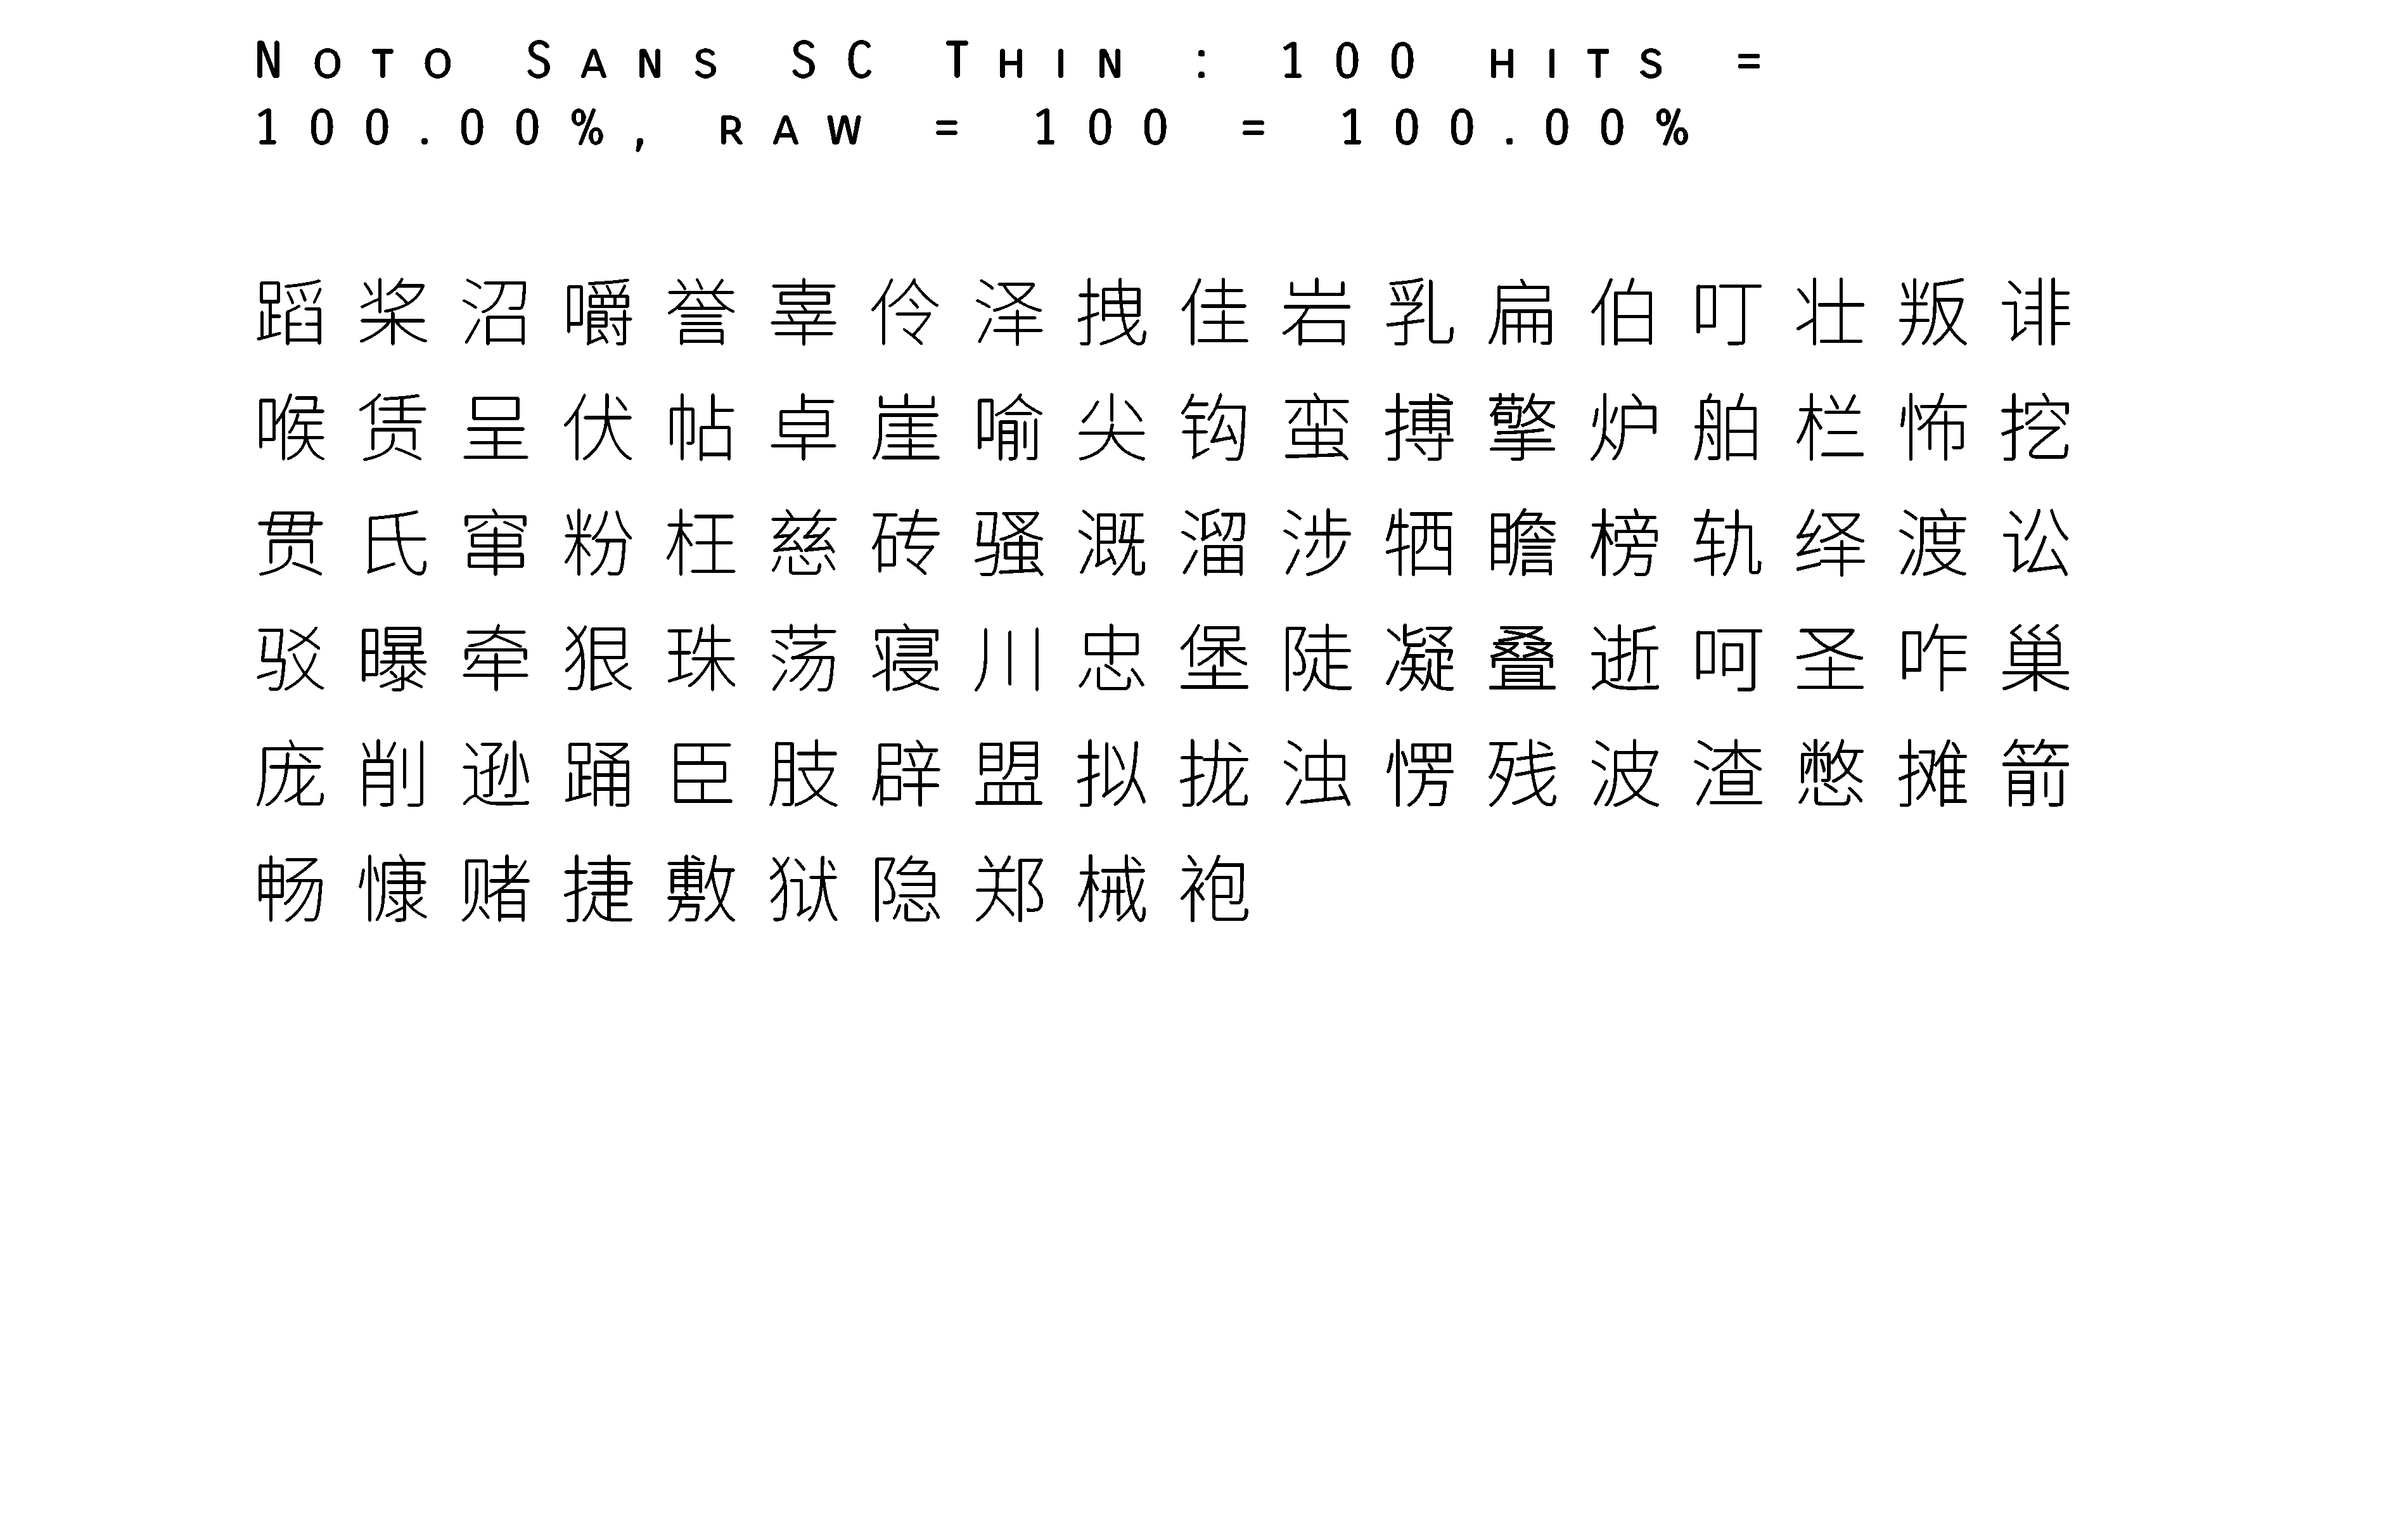 Noto Sans SC Thin : 100 hits =
100.00%, raw = 100 = 100.00%
蹈桨沼嚼誉辜伶泽拽佳岩乳扁伯叮壮叛诽
喉赁呈伏帖卓崖喻尖钩蛮搏擎炉舶栏怖挖
贯氏窜粉枉慈砖骚溉溜涉牺瞻榜轨绎渡讼
驳曝牵狠珠荡寝川忠堡陡凝叠逝呵圣咋巢
庞削逊踊臣肢辟盟拟拢浊愕残波渣憋摊箭
畅慷赌捷敷狱隐郑械袍